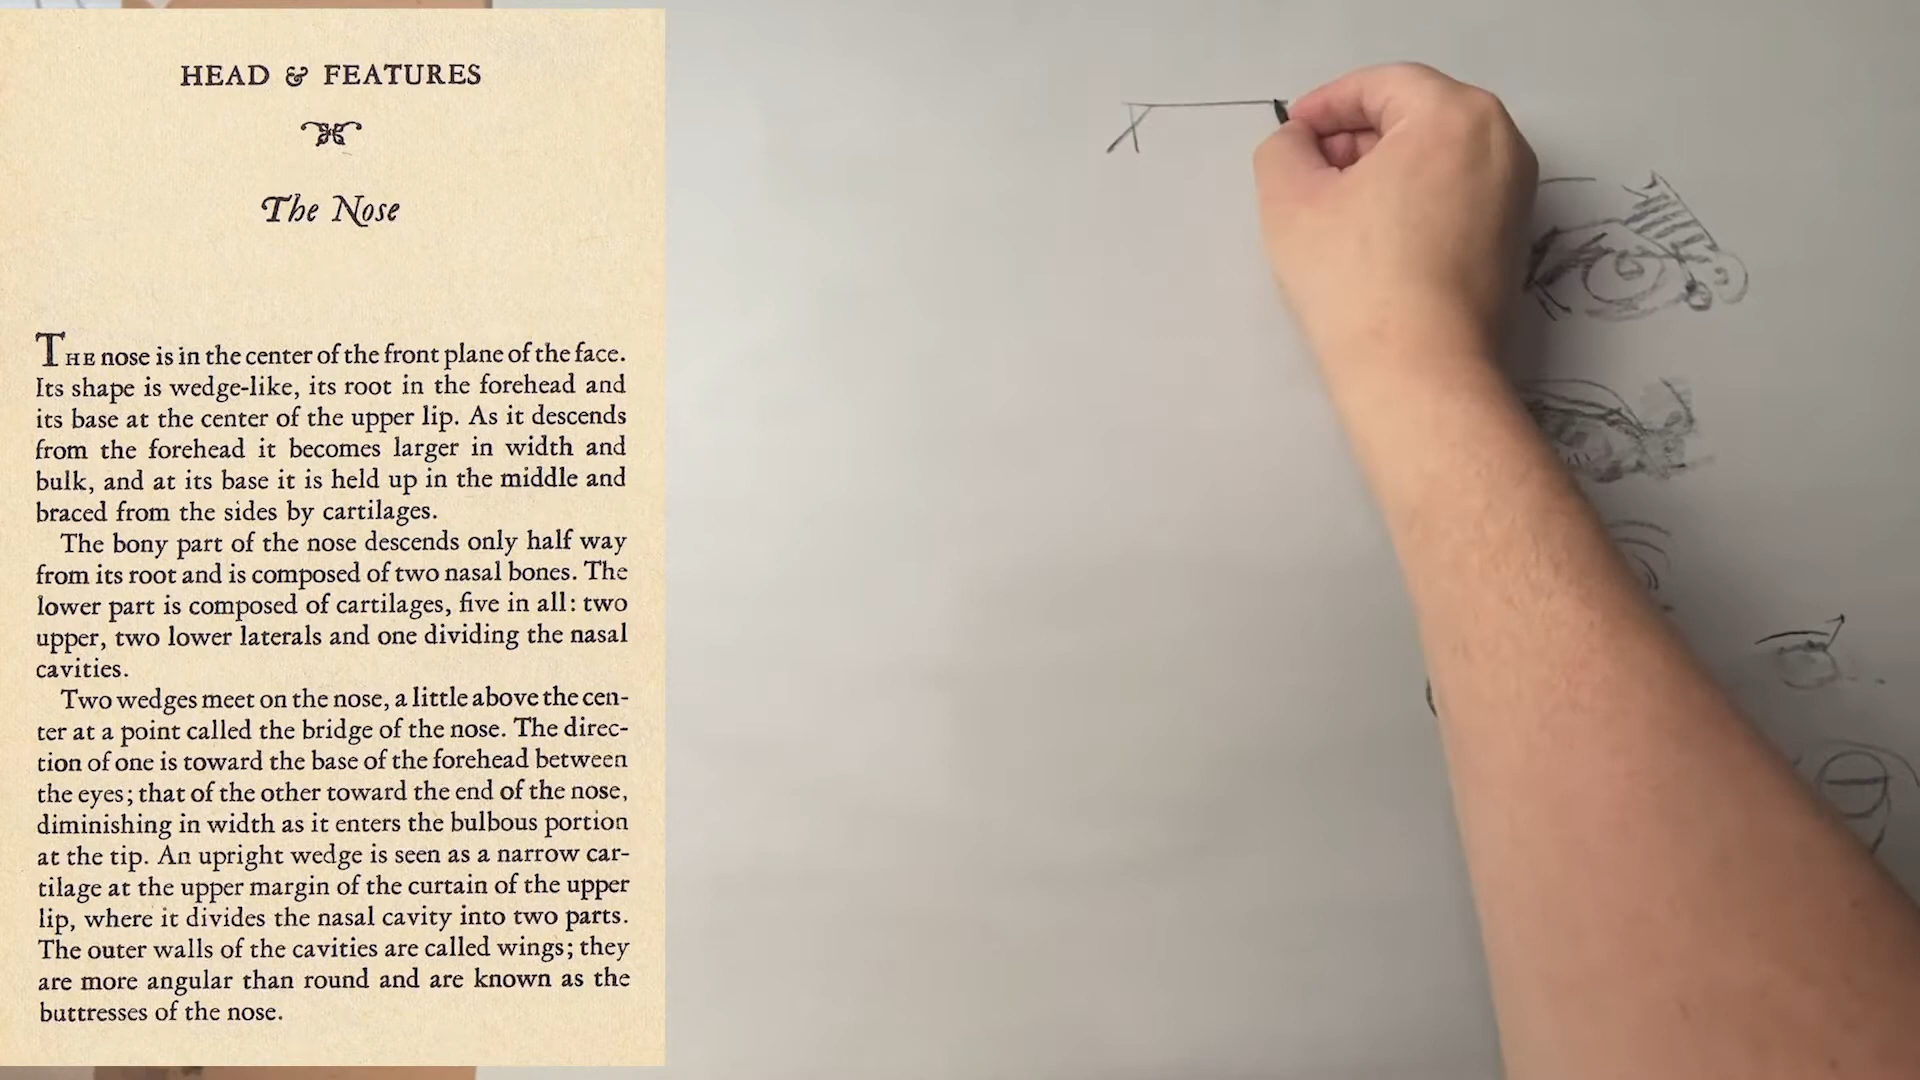 HEAD & FEATURES
The Nose
THE nose is in the center of the front plane of the face.
Its shape is wedge-like, its root in the forehead and
its base at the center of the upper lip. As it descends
from the forehead it becomes larger in width and
bulk, and at its base it is held up in the middle and
braced from the sides by cartilages.
The bony part of the nose descends only half way
from its root and is composed of two nasal bones. The
lower part is composed of cartilages, five in all: two
upper, two lower laterals and one dividing the nasal
cavities.
Two wedges meet on the nose, a little above the cen-
ter at a point called the bridge of the nose. The direc-
tion of one is toward the base of the forehead between
the eyes; that of the other toward the end of the nose,
diminishing in width as it enters the bulbous portion
at the tip. An upright wedge is seen as a narrow car-
tilage at the upper margin of the curtain of the upper
lip, where it divides the nasal cavity into two parts.
The outer walls of the cavities are called wings; they
are more angular than round and are known as the
buttresses of the nose.